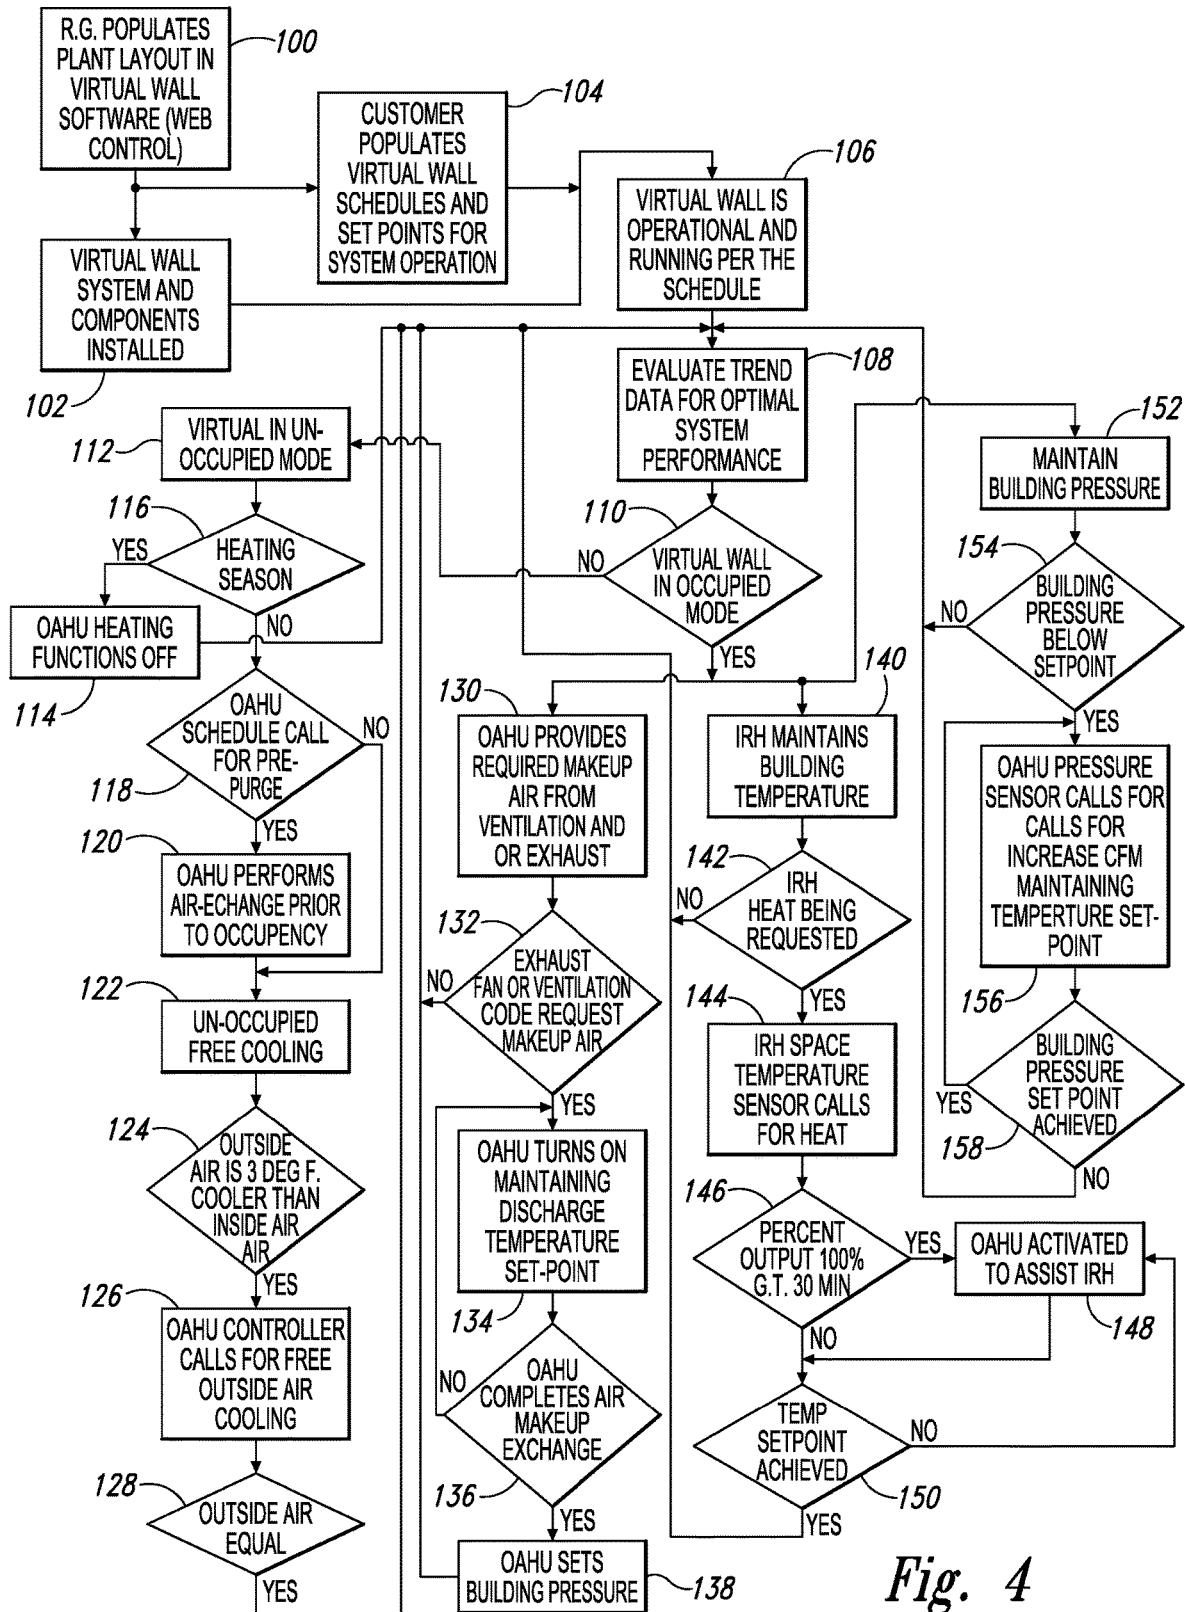 R.G. POPULATES
PLANT LAYOUT IN
VIRTUAL WALL
SOFTWARE (WEB
CONTROL)
100
CUSTOMER
POPULATES
VIRTUAL WALL
SCHEDULES AND
SET POINTS FOR
SYSTEM OPERATION
104
VIRTUAL WALL IS
OPERATIONAL AND
RUNNING PER THE
SCHEDULE
106
VIRTUAL WALL
SYSTEM AND
COMPONENTS
INSTALLED
102
EVALUATE TREND
DATA FOR OPTIMAL
SYSTEM
PERFORMANCE
108
VIRTUAL WALL
IN OCCUPIED
MODE
110
NO
YES
VIRTUAL IN UN-
OCCUPIED MODE
112
HEATING
SEASON
116
YES
NO
OAHU HEATING
FUNCTIONS OFF
114
OAHU
SCHEDULE CALL
FOR PRE-
PURGE
118
NO
YES
OAHU PERFORMS
AIR-ECHANGE PRIOR
TO OCCUPENCY
120
UN-OCCUPIED
FREE COOLING
122
OUTSIDE
AIR IS 3 DEG F.
COOLER THAN
INSIDE AIR
AIR
124
YES
OAHU CONTROLLER
CALLS FOR FREE
OUTSIDE AIR
COOLING
126
OUTSIDE AIR
EQUAL
128
YES
OAHU PROVIDES
REQUIRED MAKEUP
AIR FROM
VENTILATION AND
OR EXHAUST
130
EXHAUST
FAN OR VENTILATION
CODE REQUEST
MAKEUP AIR
132
NO
YES
OAHU TURNS ON
MAINTAINING
DISCHARGE
TEMPERATURE
SET-POINT
134
OAHU
COMPLETES AIR
MAKEUP
EXCHANGE
136
NO
YES
OAHU SETS
BUILDING PRESSURE
138
IRH MAINTAINS
BUILDING
TEMPERATURE
140
IRH
HEAT BEING
REQUESTED
142
NO
YES
IRH SPACE
TEMPERATURE
SENSOR CALLS
FOR HEAT
144
PERCENT
OUTPUT 100%
G.T. 30 MIN
146
YES
NO
OAHU ACTIVATED
TO ASSIST IRH
148
TEMP
SETPOINT
ACHIEVED
150
NO
YES
MAINTAIN
BUILDING PRESSURE
152
BUILDING
PRESSURE
BELOW
SETPOINT
154
NO
YES
OAHU PRESSURE
SENSOR CALLS FOR
CALLS FOR
INCREASE CFM
MAINTAINING
TEMPERTURE SET-
POINT
156
BUILDING
PRESSURE
SET POINT
ACHIEVED
158
YES
NO
Fig. 4